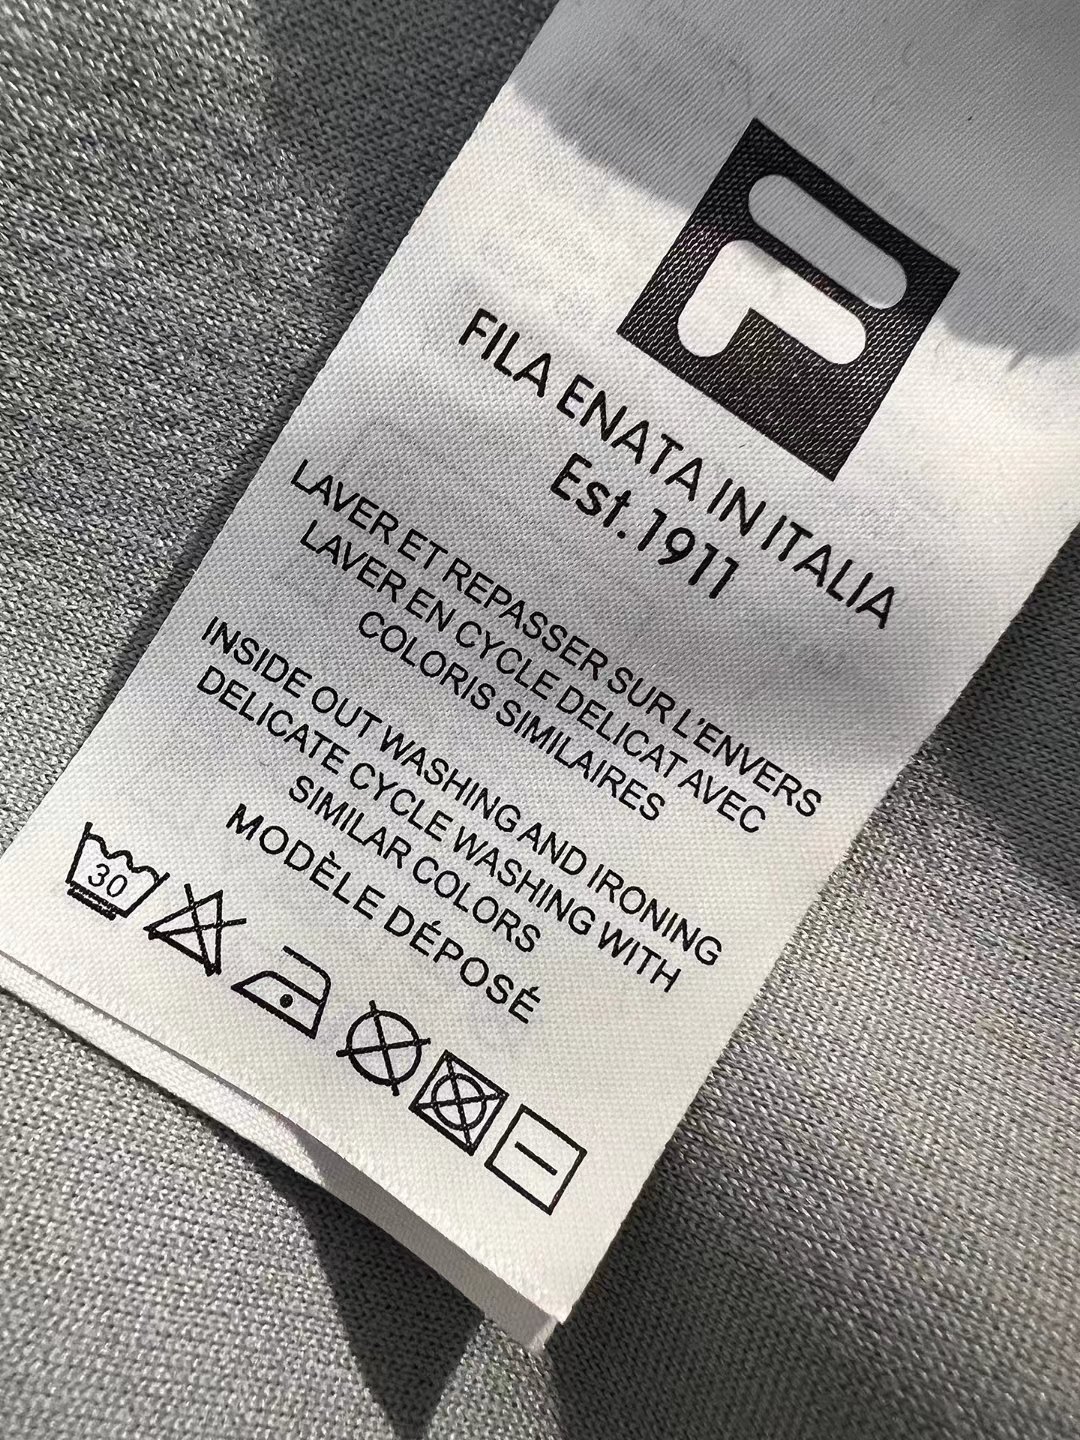 FILA ENATA IN ITALIA
Est.1911
LAVER ET REPASSER SUR L'ENVERS
LAVER EN CYCLE DELICAT AVEC
COLORIS SIMILAIRES
INSIDE OUT WASHING AND IRONING
DELICATE CYCLE WASHING WITH
SIMILAR COLORS
MODÈLE DÉPOSÉ
30